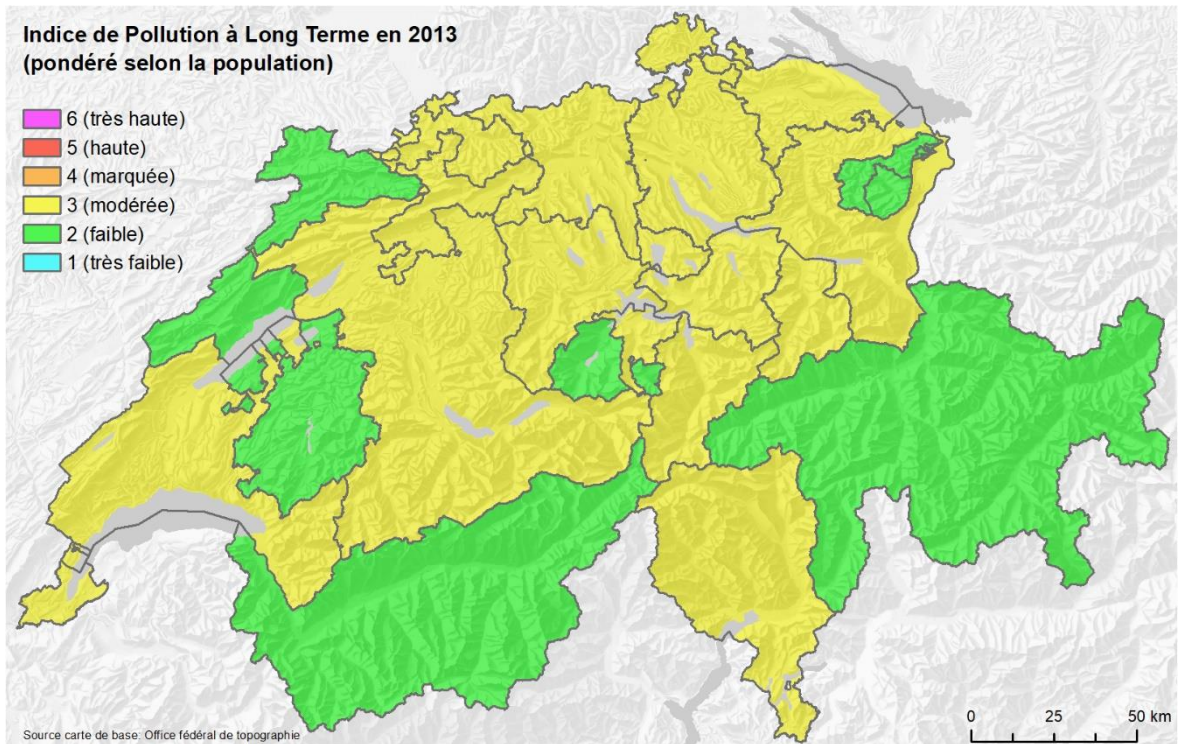 Indice de Pollution à Long Terme en 2013
(pondéré selon la population)
6 (très haute)
5 (haute)
4 (marquée)
3 (modérée)
2 (faible)
1 (très faible)
Source carte de base: Office fédéral de topographie
0 25 50 km